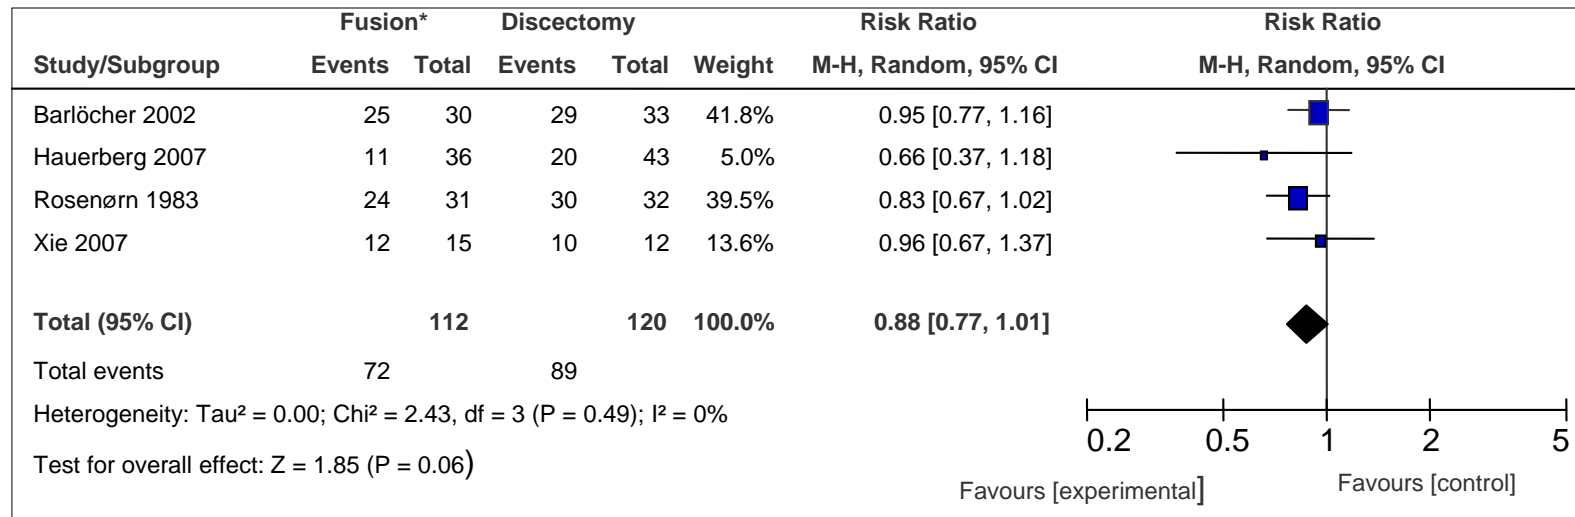 Fusion* Discectomy Risk Ratio Risk Ratio
Study/Subgroup Events Total Events Total Weight M-H, Random, 95% CI M-H, Random, 95% CI
Barlöcher 2002 25 30 29 33 41.8% 0.95 [0.77, 1.16]
Hauerberg 2007 11 36 20 43 5.0% 0.66 [0.37, 1.18]
Rosenørn 1983 24 31 30 32 39.5% 0.83 [0.67, 1.02]
Xie 2007 12 15 10 12 13.6% 0.96 [0.67, 1.37]
Total (95% CI) 112 120 100.0% 0.88 [0.77, 1.01]
Total events 72 89
Heterogeneity: Tau² = 0.00; Chi² = 2.43, df = 3 (P = 0.49); I² = 0%
Test for overall effect: Z = 1.85 (P = 0.06)
0.2 0.5 1 2 5
Favours [experimental] Favours [control]